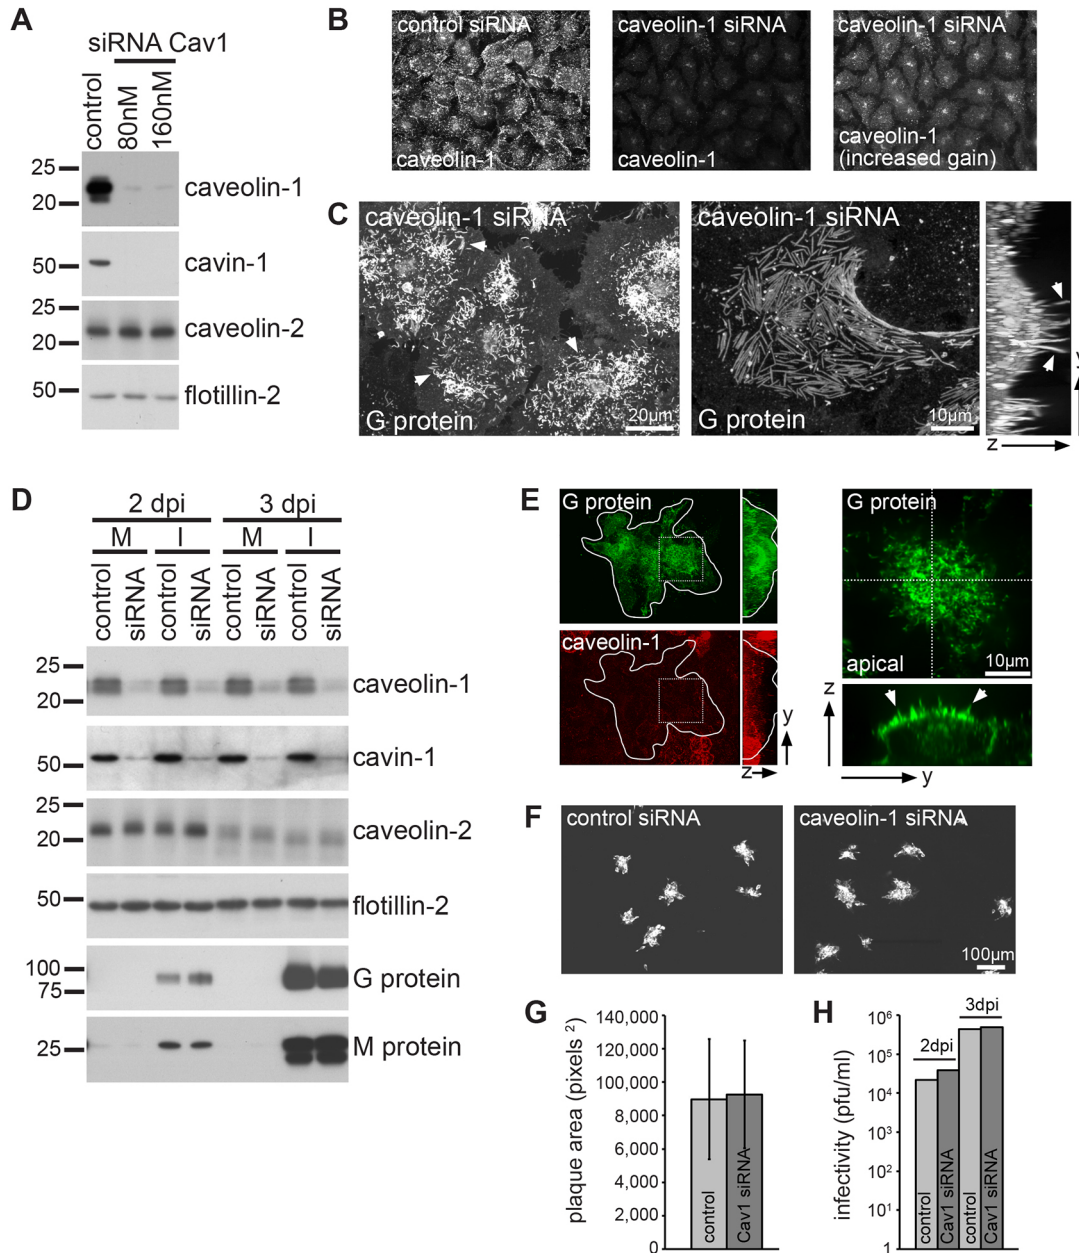 A
siRNA Cav1
control
80nM
160nM
25
20
caveolin-1
50
cavin-1
25
20
caveolin-2
50
flotillin-2
B
control siRNA
caveolin-1
caveolin-1 siRNA
caveolin-1
caveolin-1 siRNA
caveolin-1
(increased gain)
C
caveolin-1 siRNA
G protein
20µm
caveolin-1 siRNA
G protein
10µm
y
z
D
2 dpi
3 dpi
M
I
M
I
control
siRNA
control
siRNA
control
siRNA
control
siRNA
25
20
caveolin-1
50
cavin-1
25
20
caveolin-2
50
flotillin-2
100
75
G protein
25
M protein
E
G protein
caveolin-1
y
z
G protein
apical
10µm
z
y
F
control siRNA
caveolin-1 siRNA
100µm
G
plaque area (pixels ²)
140,000
120,000
100,000
8,000
6,000
4,000
2,000
0
control
Cav1 siRNA
H
infectivity (pfu/ml)
10⁶
10⁵
10⁴
10³
10²
10¹
1
2dpi
3dpi
control
Cav1 siRNA
control
Cav1 siRNA